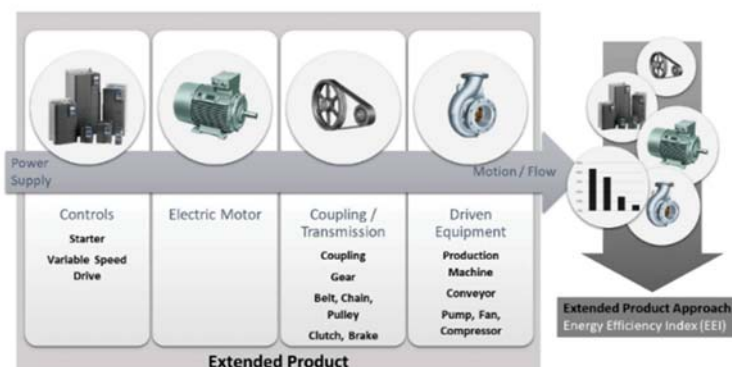 Power
Supply
Motion / Flow
Controls
Starter
Variable Speed
Drive
Electric Motor
Coupling /
Transmission
Coupling
Gear
Belt, Chain,
Pulley
Clutch, Brake
Driven
Equipment
Production
Machine
Conveyor
Pump, Fan,
Compressor
Extended Product
Extended Product Approach
Energy Efficiency Index (EEI)